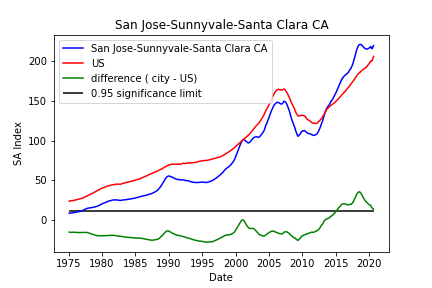 San Jose-Sunnyvale-Santa Clara CA
San Jose-Sunnyvale-Santa Clara CA
US
difference ( city - US)
0.95 significance limit
SA Index
200
150
100
50
0
1975 1980 1985 1990 1995 2000 2005 2010 2015 2020
Date